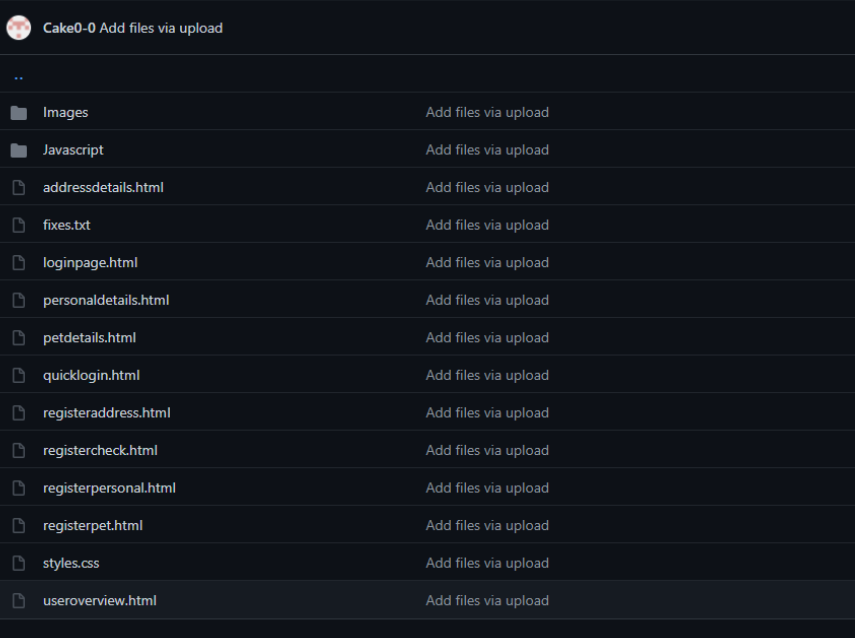 Cake0-0 Add files via upload
..
Images Add files via upload
Javascript Add files via upload
addressdetails.html Add files via upload
fixes.txt Add files via upload
loginpage.html Add files via upload
personaldetails.html Add files via upload
petdetails.html Add files via upload
quicklogin.html Add files via upload
registeraddress.html Add files via upload
registercheck.html Add files via upload
registerpersonal.html Add files via upload
registerpet.html Add files via upload
styles.css Add files via upload
useroverview.html Add files via upload